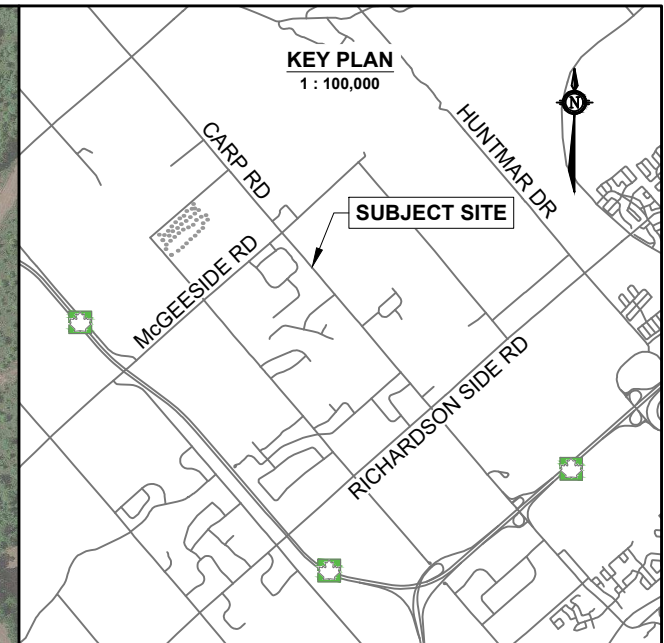 KEY PLAN
1 : 100,000
N
HUNTMAR DR
CARP RD
SUBJECT SITE
McGEESIDE RD
RICHARDSON SIDE RD